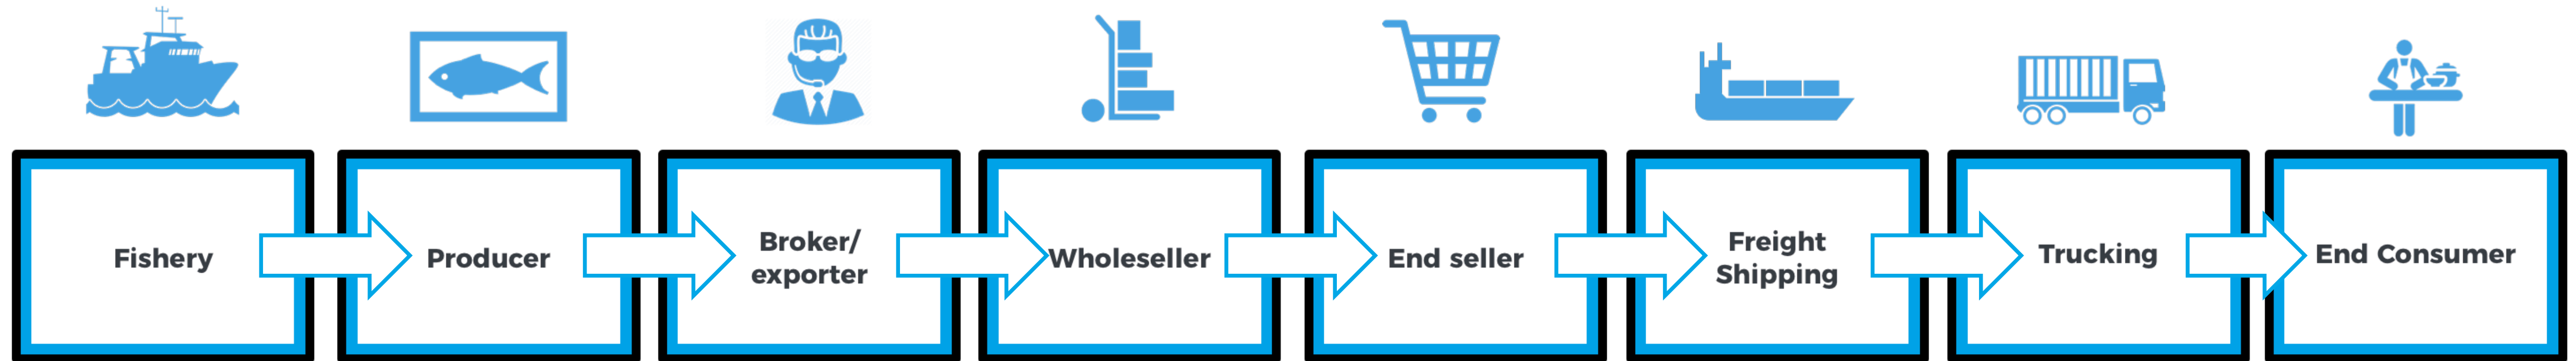 Fishery
Producer
Broker/
exporter
Wholeseller
End seller
Freight
Shipping
Trucking
End Consumer